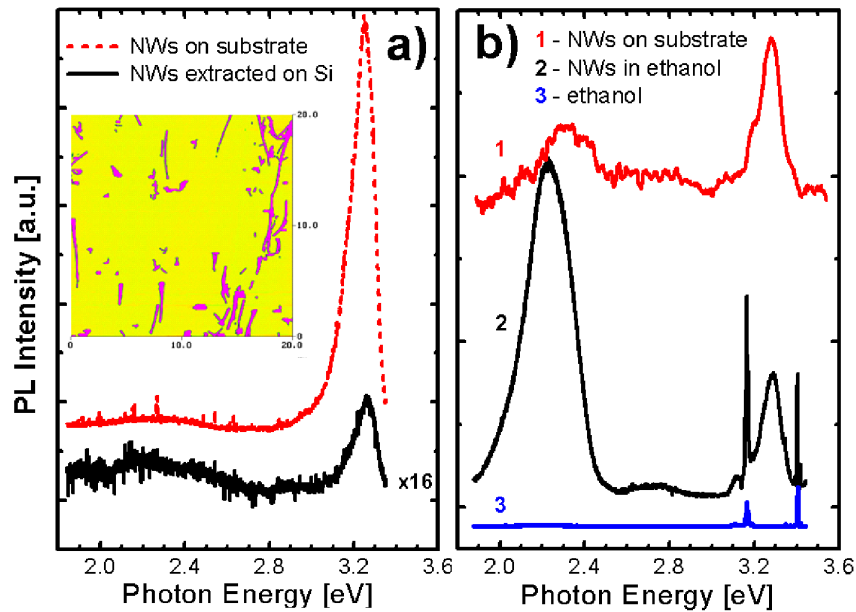 PL Intensity [a.u.]
a)
NWs on substrate
NWs extracted on Si
20.0
10.0
0
0 10.0 20.0
x16
2.0 2.4 2.8 3.2 3.6
Photon Energy [eV]
b)
1 - NWs on substrate
2 - NWs in ethanol
3 - ethanol
1
2
3
2.0 2.4 2.8 3.2 3.6
Photon Energy [eV]